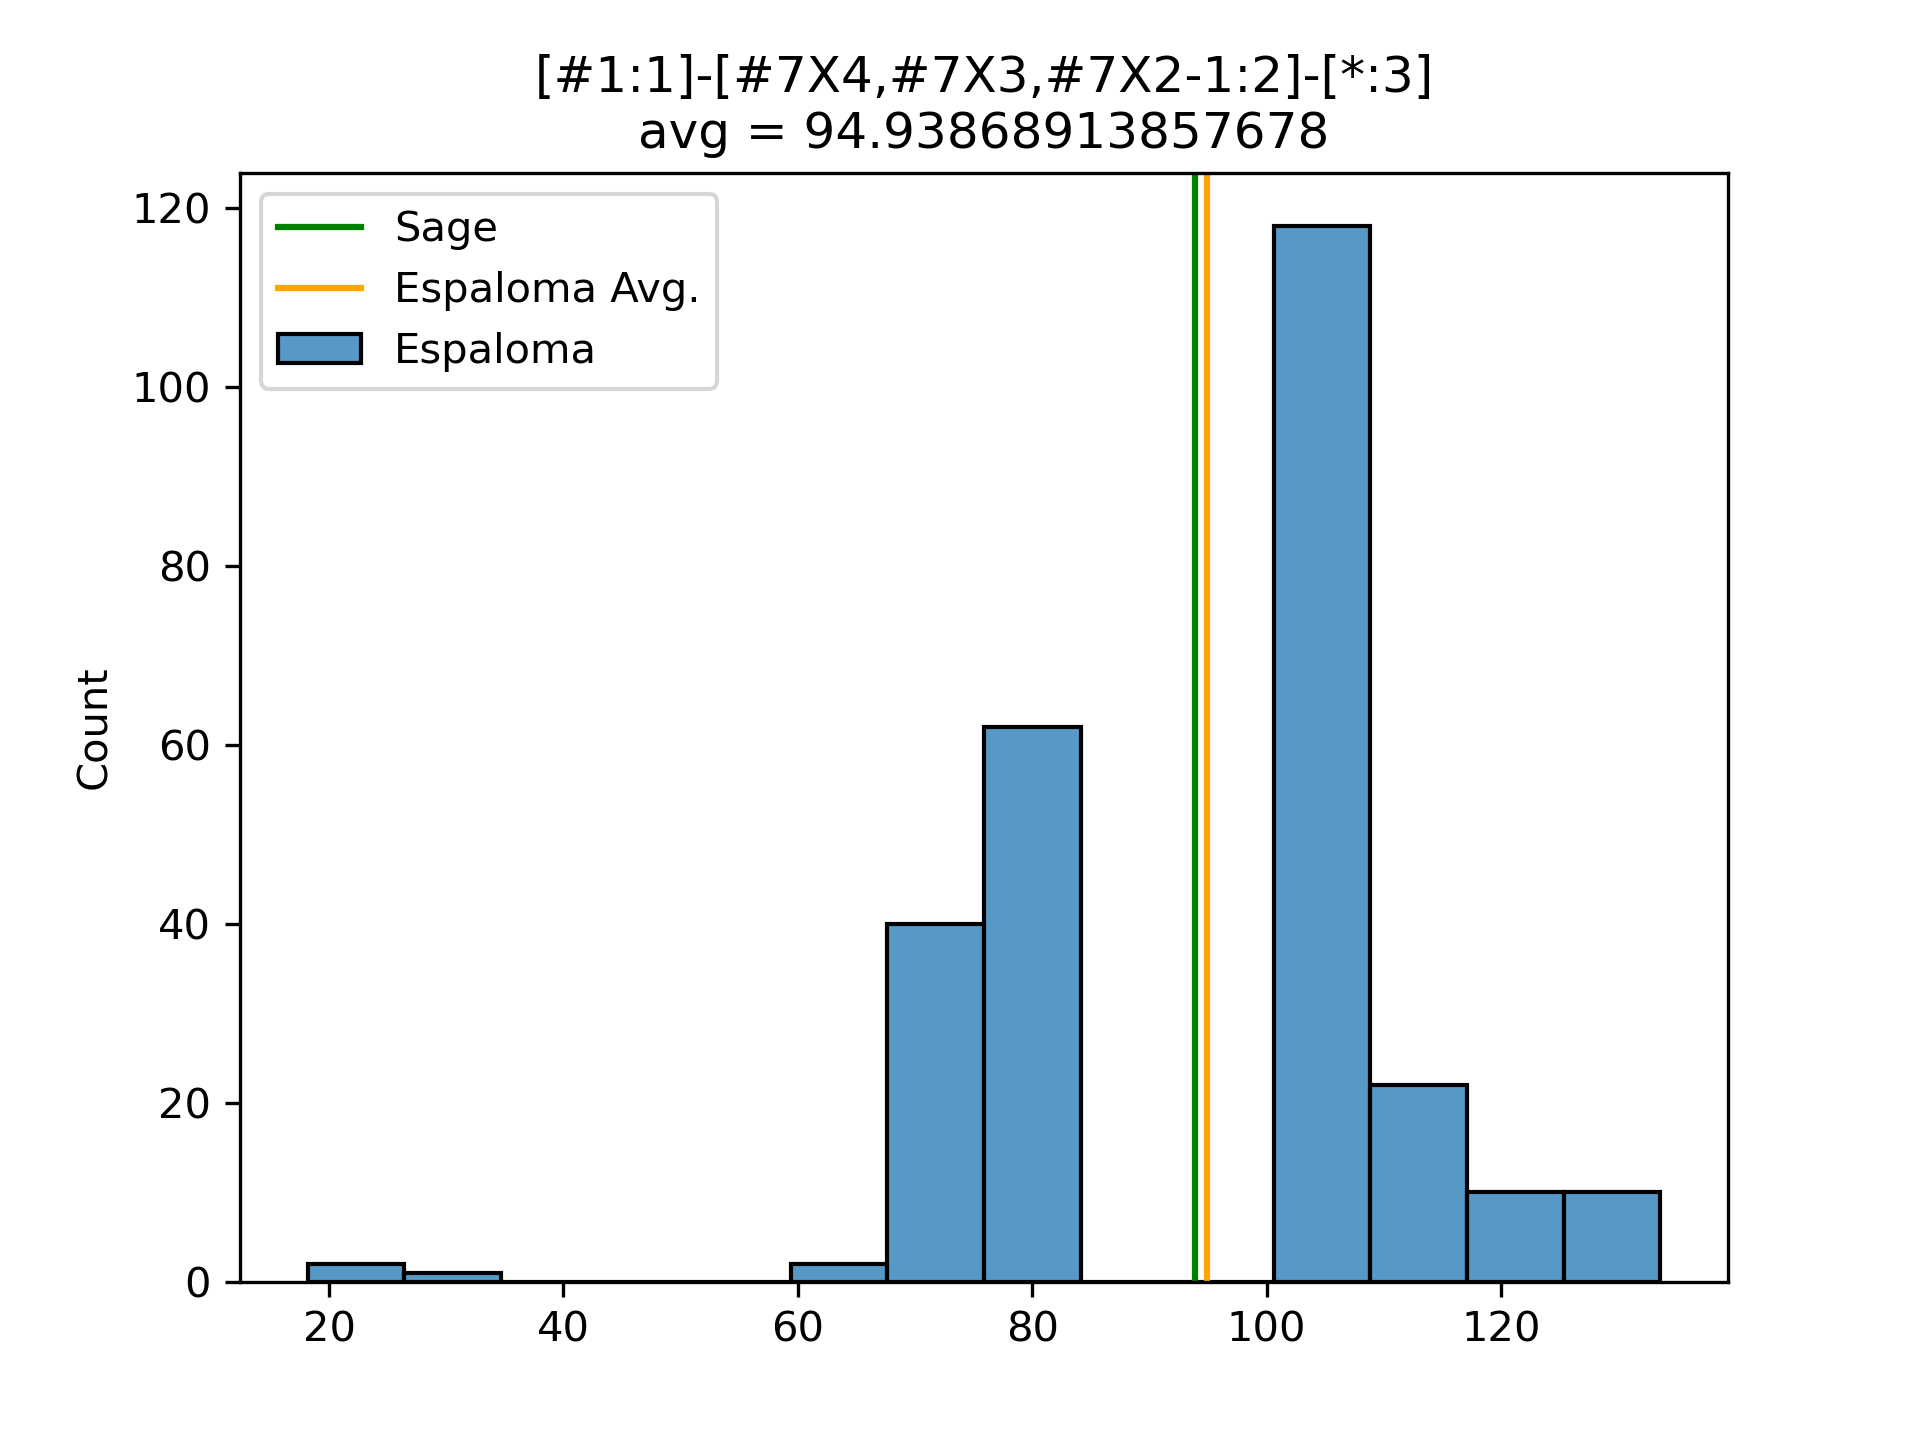 [#1:1]-[#7X4,#7X3,#7X2-1:2]-[*:3]
avg = 94.93868913857678
Sage
Espaloma Avg.
Espaloma
Count
120
100
80
60
40
20
0
20 40 60 80 100 120